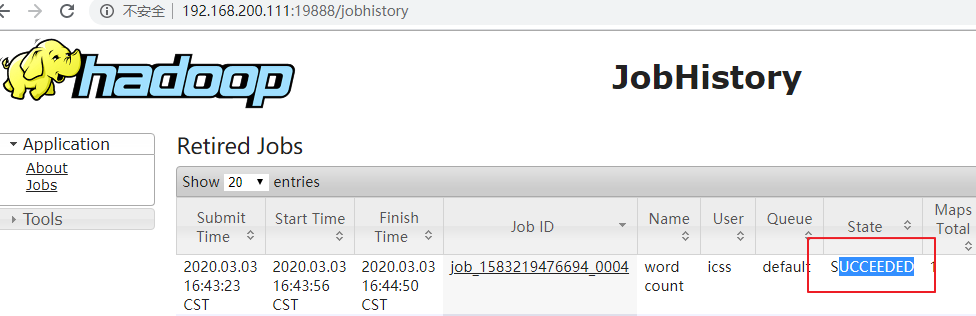 不安全 | 192.168.200.111:19888/jobhistory
hadoop
JobHistory
Application
About
Jobs
Tools
Retired Jobs
Show 20 entries
Submit Time
Start Time
Finish Time
Job ID
Name
User
Queue
State
Maps Total
2020.03.03 16:43:23 CST
2020.03.03 16:43:56 CST
2020.03.03 16:44:50 CST
job_1583219476694_0004
word count
icss
default
SUCCEEDED
1